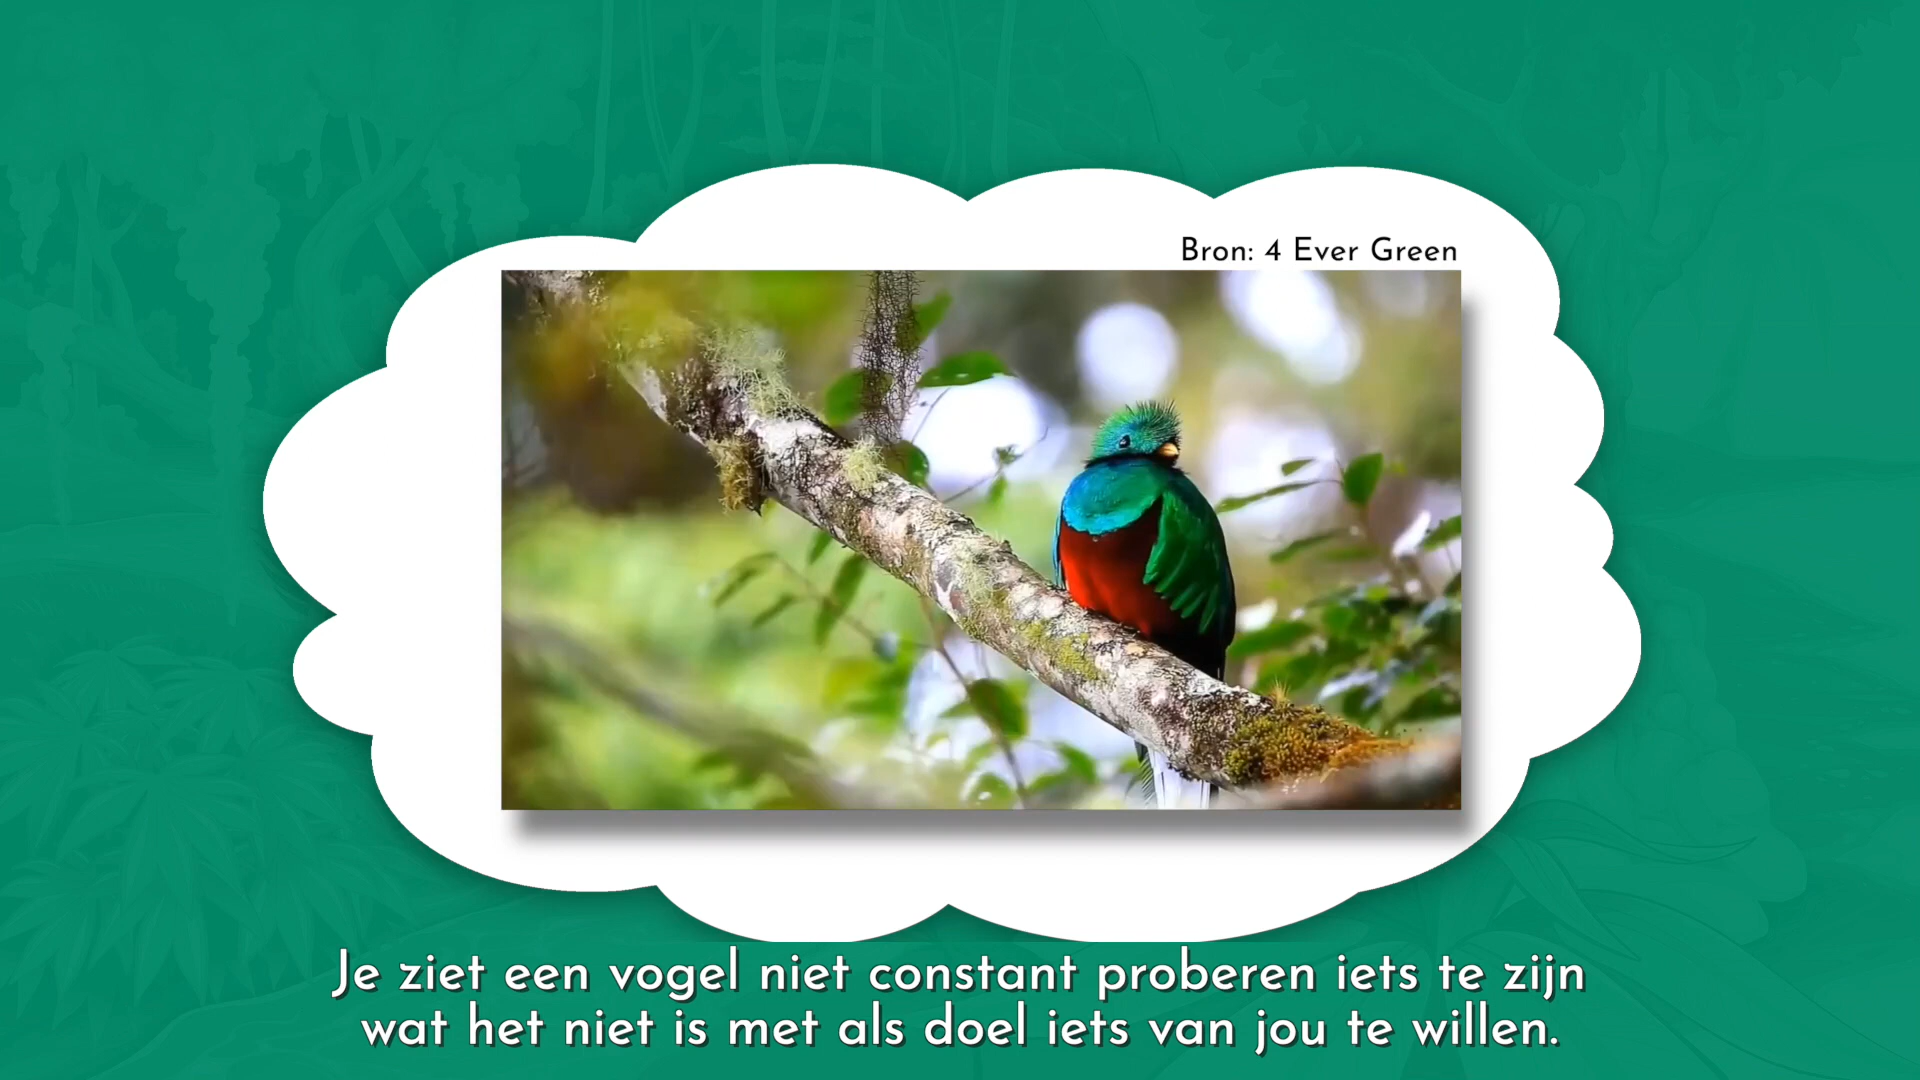 Bron: 4 Ever Green
Je ziet een vogel niet constant proberen iets te zijn
wat het niet is met als doel iets van jou te willen.